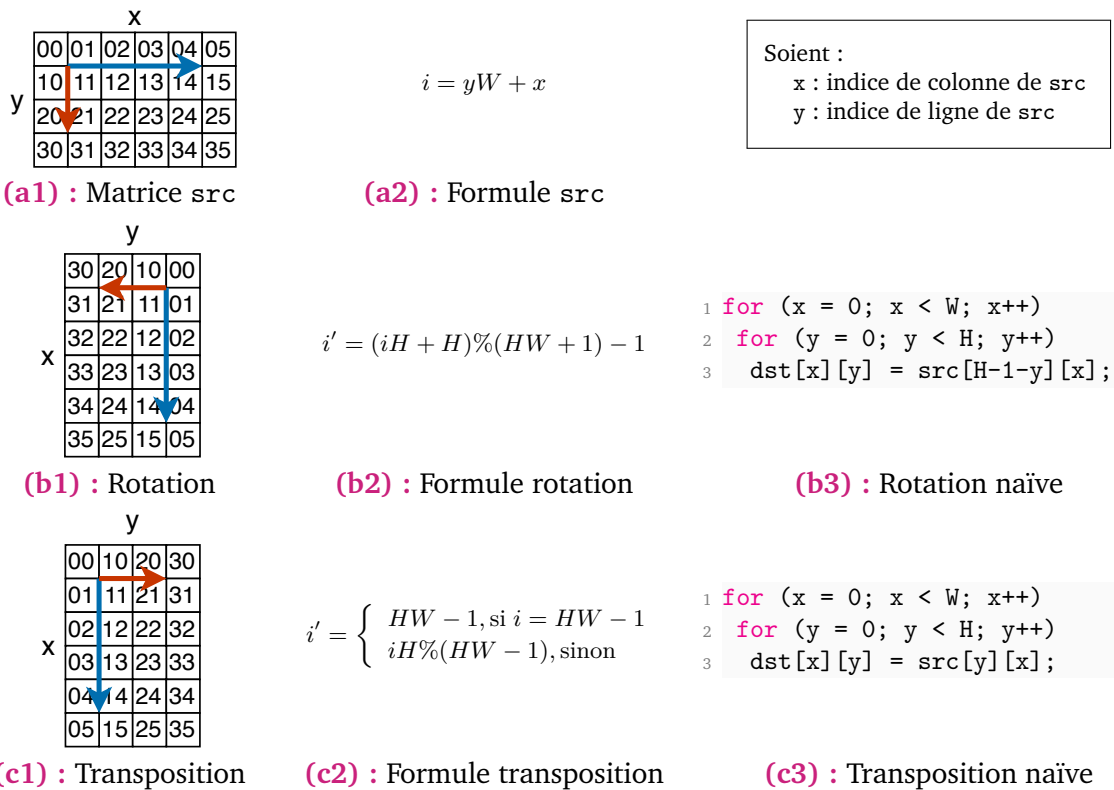 x
00 01 02 03 04 05
y
10 11 12 13 14 15
20 21 22 23 24 25
30 31 32 33 34 35
(a1) : Matrice src
i = yW + x
(a2) : Formule src
Soient :
x : indice de colonne de src
y : indice de ligne de src
y
30 20 10 00
31 21 11 01
32 22 12 02
x
33 23 13 03
34 24 14 04
35 25 15 05
(b1) : Rotation
i′ = (iH + H)%(HW + 1) − 1
(b2) : Formule rotation
1 for (x = 0; x < W; x++)
2 for (y = 0; y < H; y++)
3 dst[x][y] = src[H-1-y][x];
(b3) : Rotation naïve
y
00 10 20 30
01 11 21 31
02 12 22 32
x
03 13 23 33
04 14 24 34
05 15 25 35
(c1) : Transposition
i′ = { HW − 1, si i = HW − 1
iH%(HW − 1), sinon
(c2) : Formule transposition
1 for (x = 0; x < W; x++)
2 for (y = 0; y < H; y++)
3 dst[x][y] = src[y][x];
(c3) : Transposition naïve